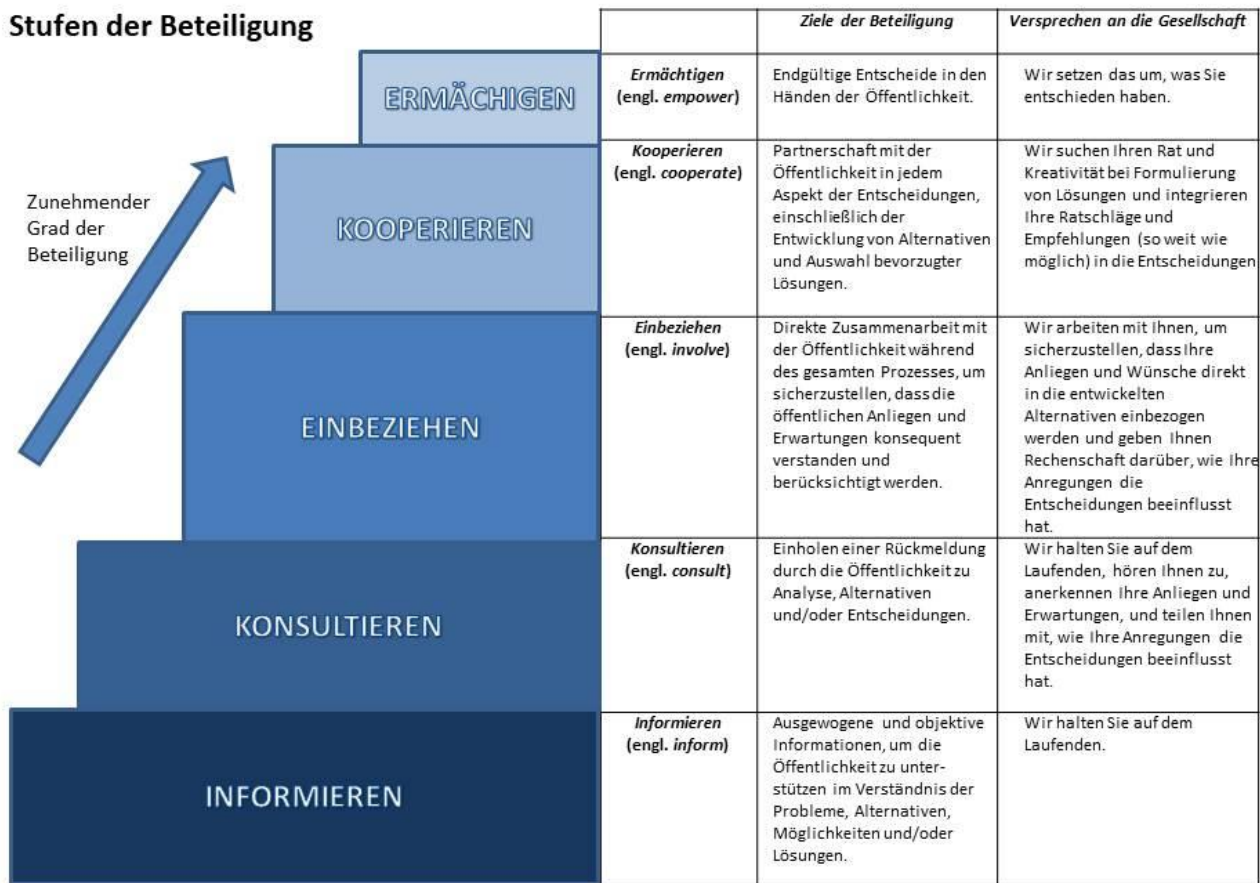 Stufen der Beteiligung
Zunehmender
Grad der
Beteiligung
ERMÄCHIGEN
KOOPERIEREN
EINBEZIEHEN
KONSULTIEREN
INFORMIEREN
Ziele der Beteiligung
Versprechen an die Gesellschaft
Ermächtigen
(engl. empower)
Endgültige Entscheide in den
Händen der Öffentlichkeit.
Wir setzen das um, was Sie
entschieden haben.
Kooperieren
(engl. cooperate)
Partnerschaft mit der
Öffentlichkeit in jedem
Aspekt der Entscheidungen,
einschließlich der
Entwicklung von Alternativen
und Auswahl bevorzugter
Lösungen.
Wir suchen Ihren Rat und
Kreativität bei Formulierung
von Lösungen und integrieren
Ihre Ratschläge und
Empfehlungen (so weit wie
möglich) in die Entscheidungen
Einbeziehen
(engl. involve)
Direkte Zusammenarbeit mit
der Öffentlichkeit während
des gesamten Prozesses, um
sicherzustellen, dass die
öffentlichen Anliegen und
Erwartungen konsequent
verstanden und
berücksichtigt werden.
Wir arbeiten mit Ihnen, um
sicherzustellen, dass Ihre
Anliegen und Wünsche direkt
in die entwickelten
Alternativen einbezogen
werden und geben Ihnen
Rechenschaft darüber, wie Ihre
Anregungen die
Entscheidungen beeinflusst
hat.
Konsultieren
(engl. consult)
Einholen einer Rückmeldung
durch die Öffentlichkeit zu
Analyse, Alternativen
und/oder Entscheidungen.
Wir halten Sie auf dem
Laufenden, hören Ihnen zu,
anerkennen Ihre Anliegen und
Erwartungen, und teilen Ihnen
mit, wie Ihre Anregungen die
Entscheidungen beeinflusst
hat.
Informieren
(engl. inform)
Ausgewogene und objektive
Informationen, um die
Öffentlichkeit zu unter-
stützen im Verständnis der
Probleme, Alternativen,
Möglichkeiten und/oder
Lösungen.
Wir halten Sie auf dem
Laufenden.